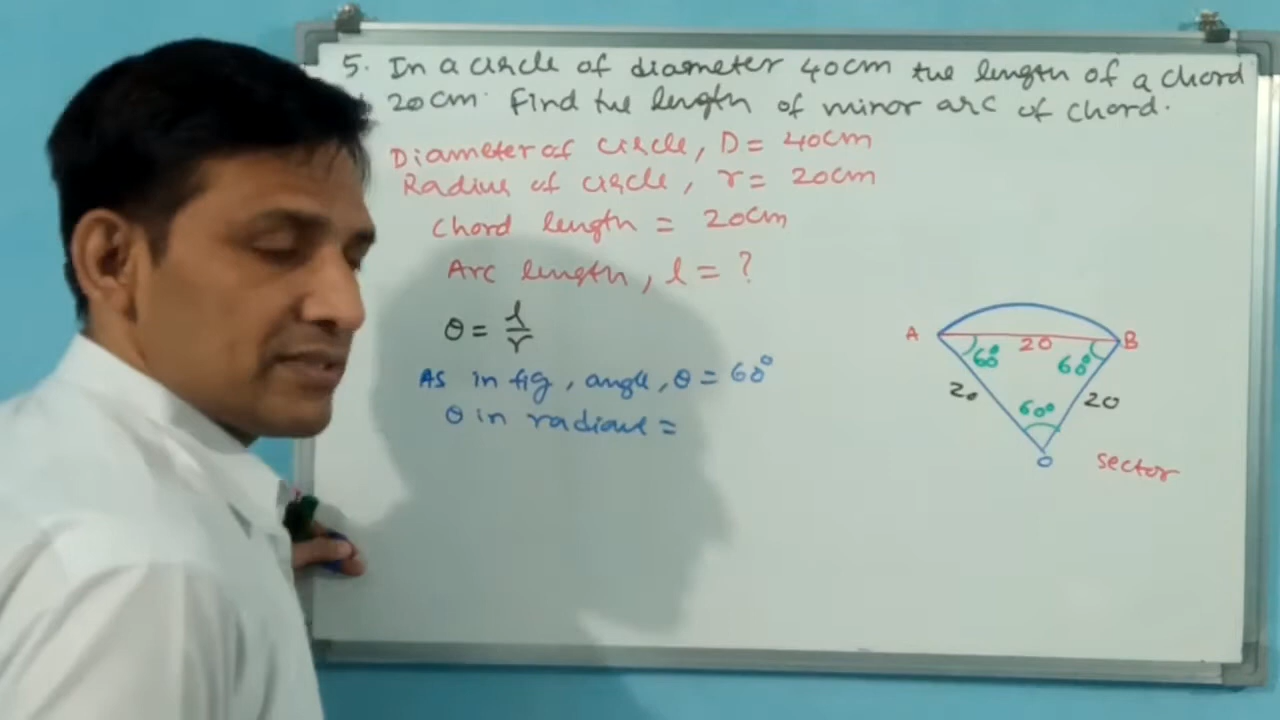 5. In a circle of diameter 40cm the length of a chord
20cm. Find the length of minor arc of chord.
Diameter of circle, D = 40cm
Radius of circle, r = 20cm
Chord length = 20cm
Arc length, l = ?
θ = l/r
As in fig, angle, θ = 60°
θ in radians =
A
20
B
60°
60°
20
60°
20
O
sector